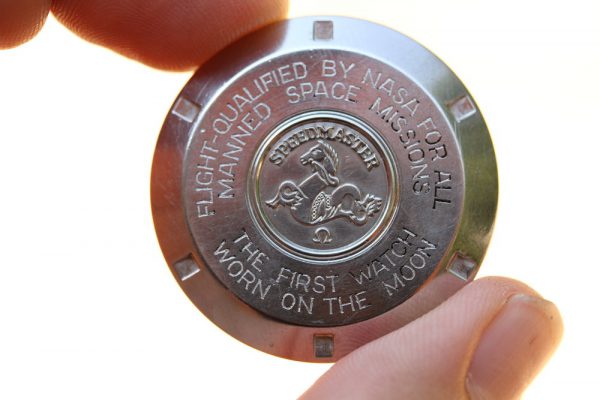 FLIGHT-QUALIFIED BY NASA FOR ALL
MANNED SPACE MISSIONS
SPEEDMASTER
Ω
THE FIRST WATCH
WORN ON THE MOON